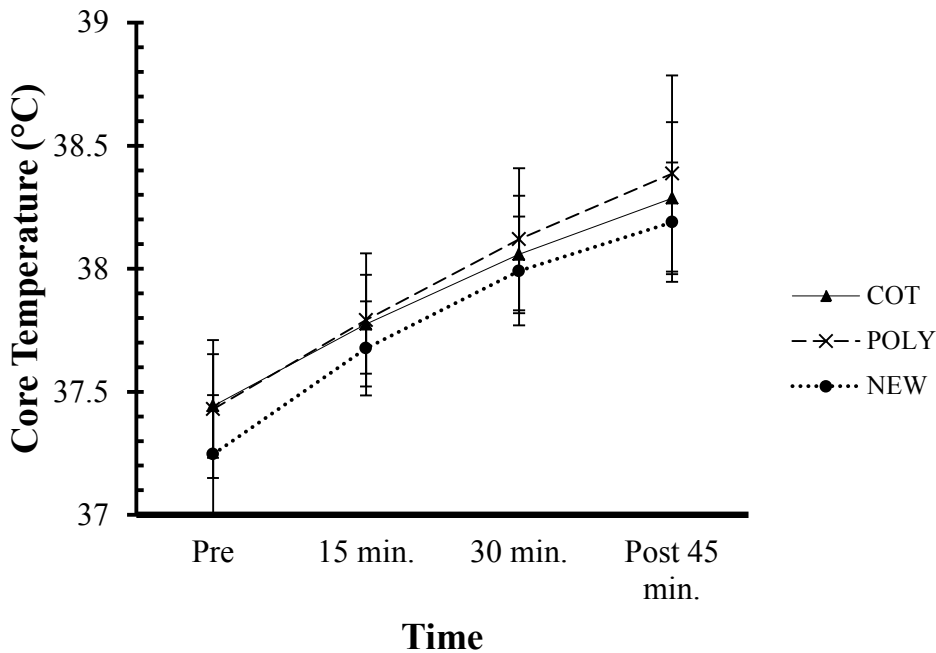 39
38.5
38
37.5
37
Core Temperature (°C)
Pre
15 min.
30 min.
Post 45
min.
Time
COT
POLY
NEW